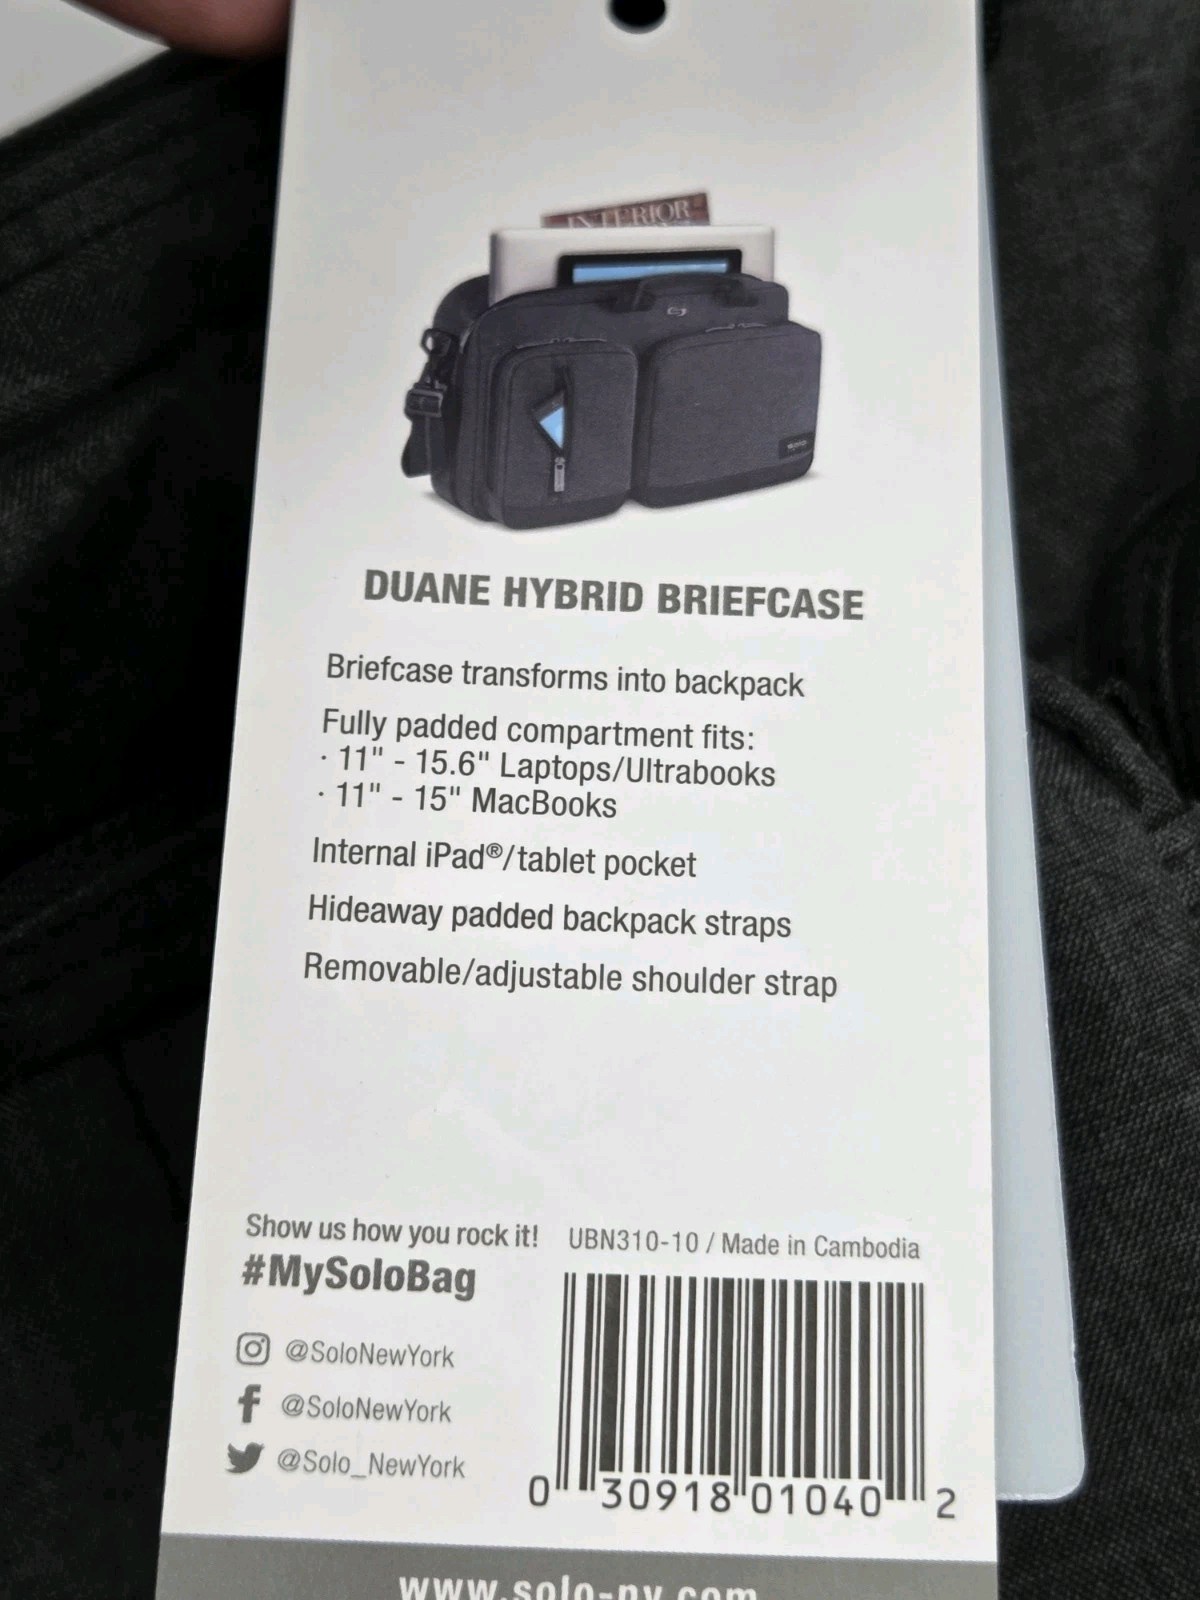 INTERIOR
DUANE HYBRID BRIEFCASE
Briefcase transforms into backpack
Fully padded compartment fits:
· 11" - 15.6" Laptops/Ultrabooks
· 11" - 15" MacBooks
Internal iPad®/tablet pocket
Hideaway padded backpack straps
Removable/adjustable shoulder strap
Show us how you rock it!
#MySoloBag
@SoloNewYork
@SoloNewYork
@Solo_NewYork
UBN310-10 / Made in Cambodia
0 30918 01040 2
www.solo-ny.com